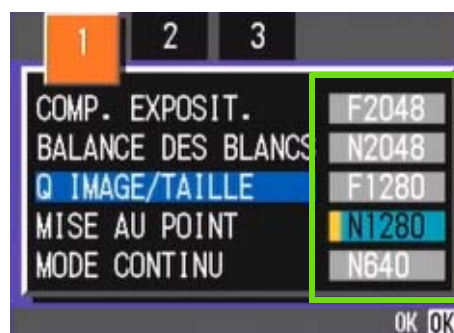 1 2 3
COMP. EXPOSIT. F2048
BALANCE DES BLANCS N2048
Q IMAGE/TAILLE F1280
MISE AU POINT N1280
MODE CONTINU N640
OK OK